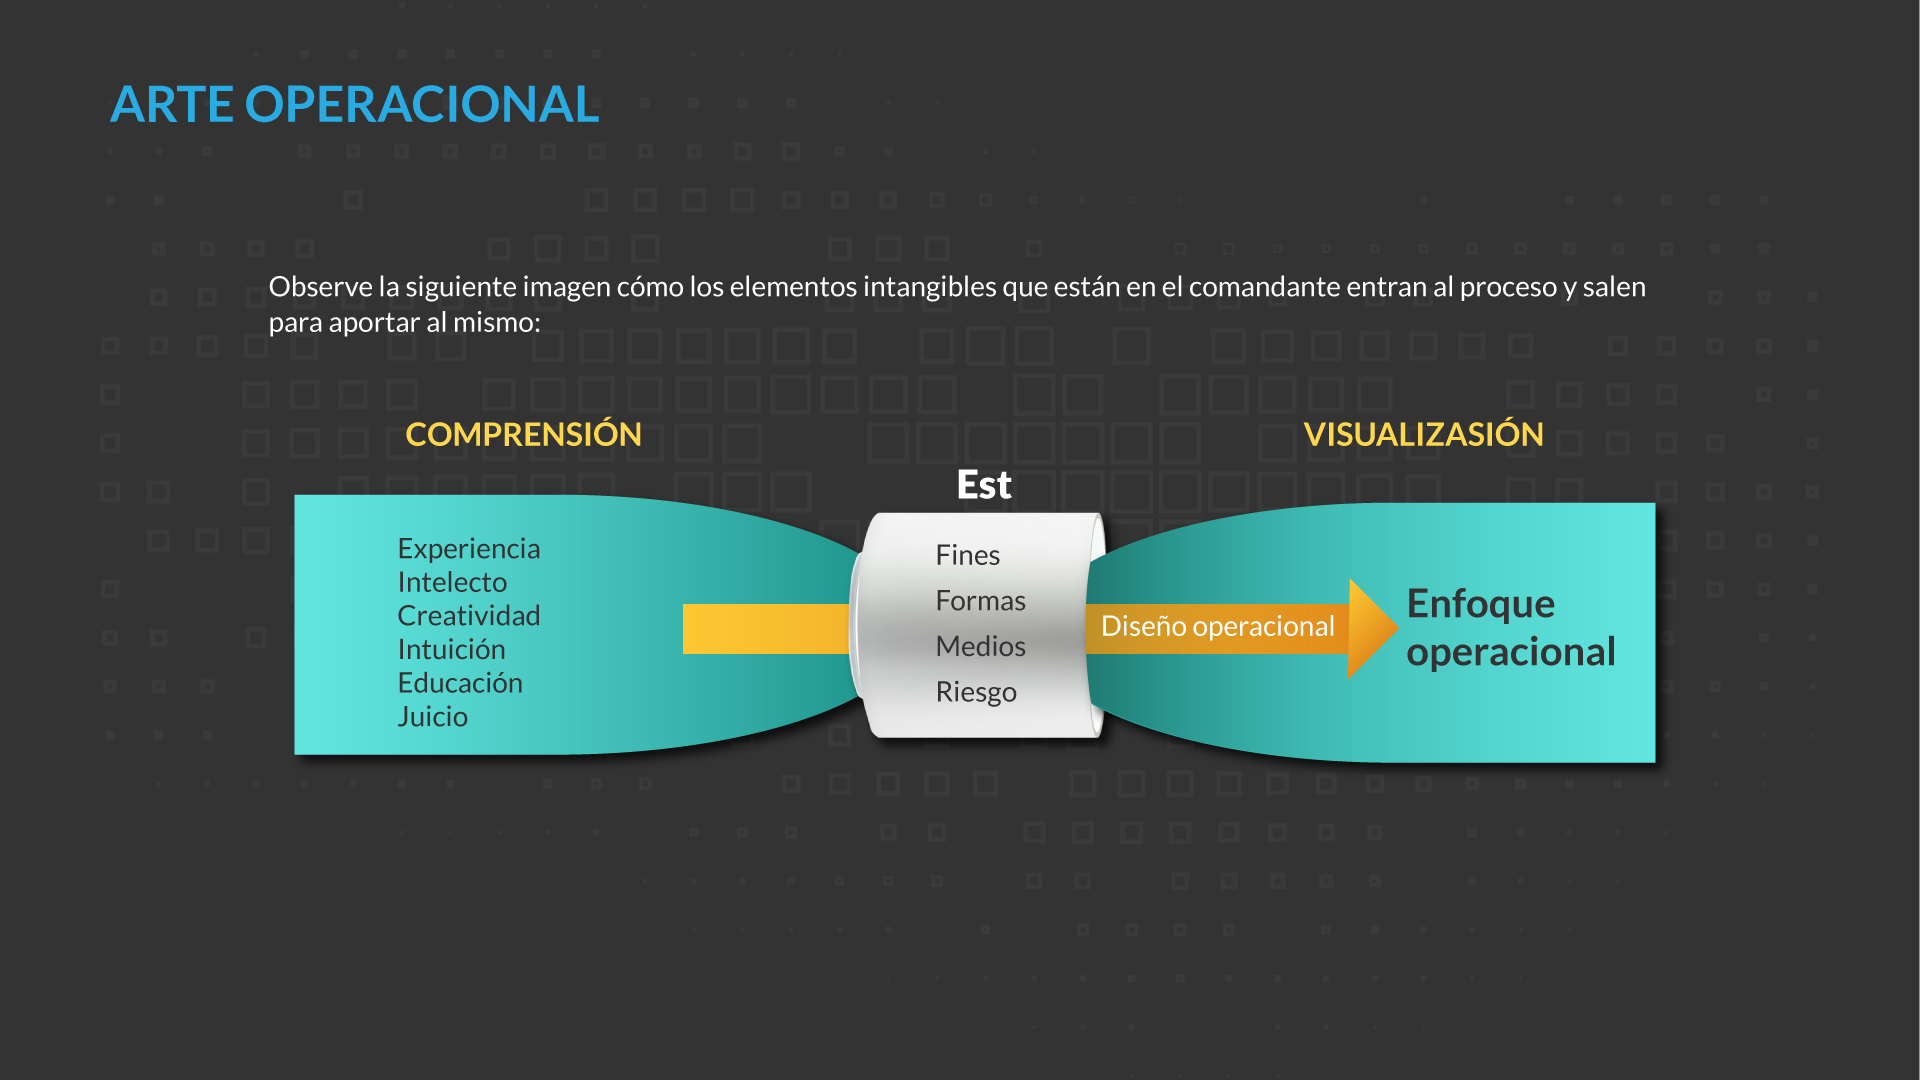 ARTE OPERACIONAL
Observe la siguiente imagen cómo los elementos intangibles que están en el comandante entran al proceso y salen
para aportar al mismo:
COMPRENSIÓN
VISUALIZASIÓN
Est
Experiencia
Intelecto
Creatividad
Intuición
Educación
Juicio
Fines
Formas
Medios
Riesgo
Diseño operacional
Enfoque
operacional